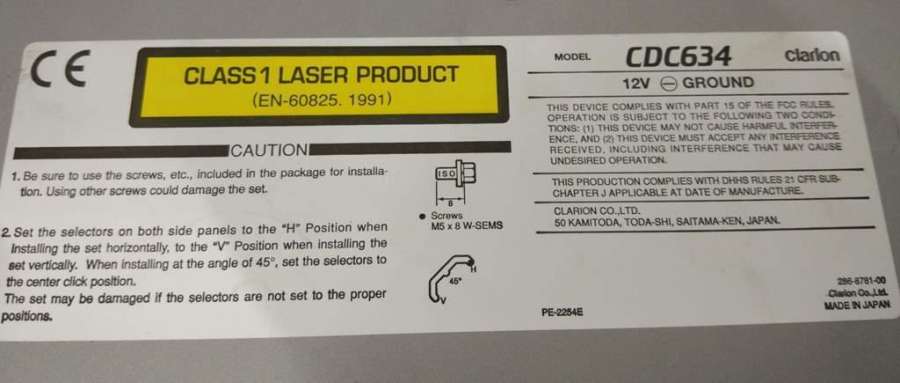 CE
CLASS 1 LASER PRODUCT
(EN-60825. 1991)
CAUTION
1. Be sure to use the screws, etc., included in the package for installa-
tion. Using other screws could damage the set.
ISO
8
• Screws
M5 x 8 W-SEMS
2. Set the selectors on both side panels to the "H" Position when
Installing the set horizontally, to the "V" Position when installing the
set vertically. When installing at the angle of 45°, set the selectors to
the center click position.
The set may be damaged if the selectors are not set to the proper
positions.
H
45°
V
MODEL CDC634 Clarion
12V ⊖ GROUND
THIS DEVICE COMPLIES WITH PART 15 OF THE FCC RULES.
OPERATION IS SUBJECT TO THE FOLLOWING TWO CONDI-
TIONS: (1) THIS DEVICE MAY NOT CAUSE HARMFUL INTERFER-
ENCE, AND (2) THIS DEVICE MUST ACCEPT ANY INTERFERENCE
RECEIVED, INCLUDING INTERFERENCE THAT MAY CAUSE
UNDESIRED OPERATION.
THIS PRODUCTION COMPLIES WITH DHHS RULES 21 CFR SUB-
CHAPTER J APPLICABLE AT DATE OF MANUFACTURE.
CLARION CO.,LTD.
50 KAMITODA, TODA-SHI, SAITAMA-KEN, JAPAN.
286-8781-00
Clarion Co.,Ltd.
MADE IN JAPAN
PE-2254E